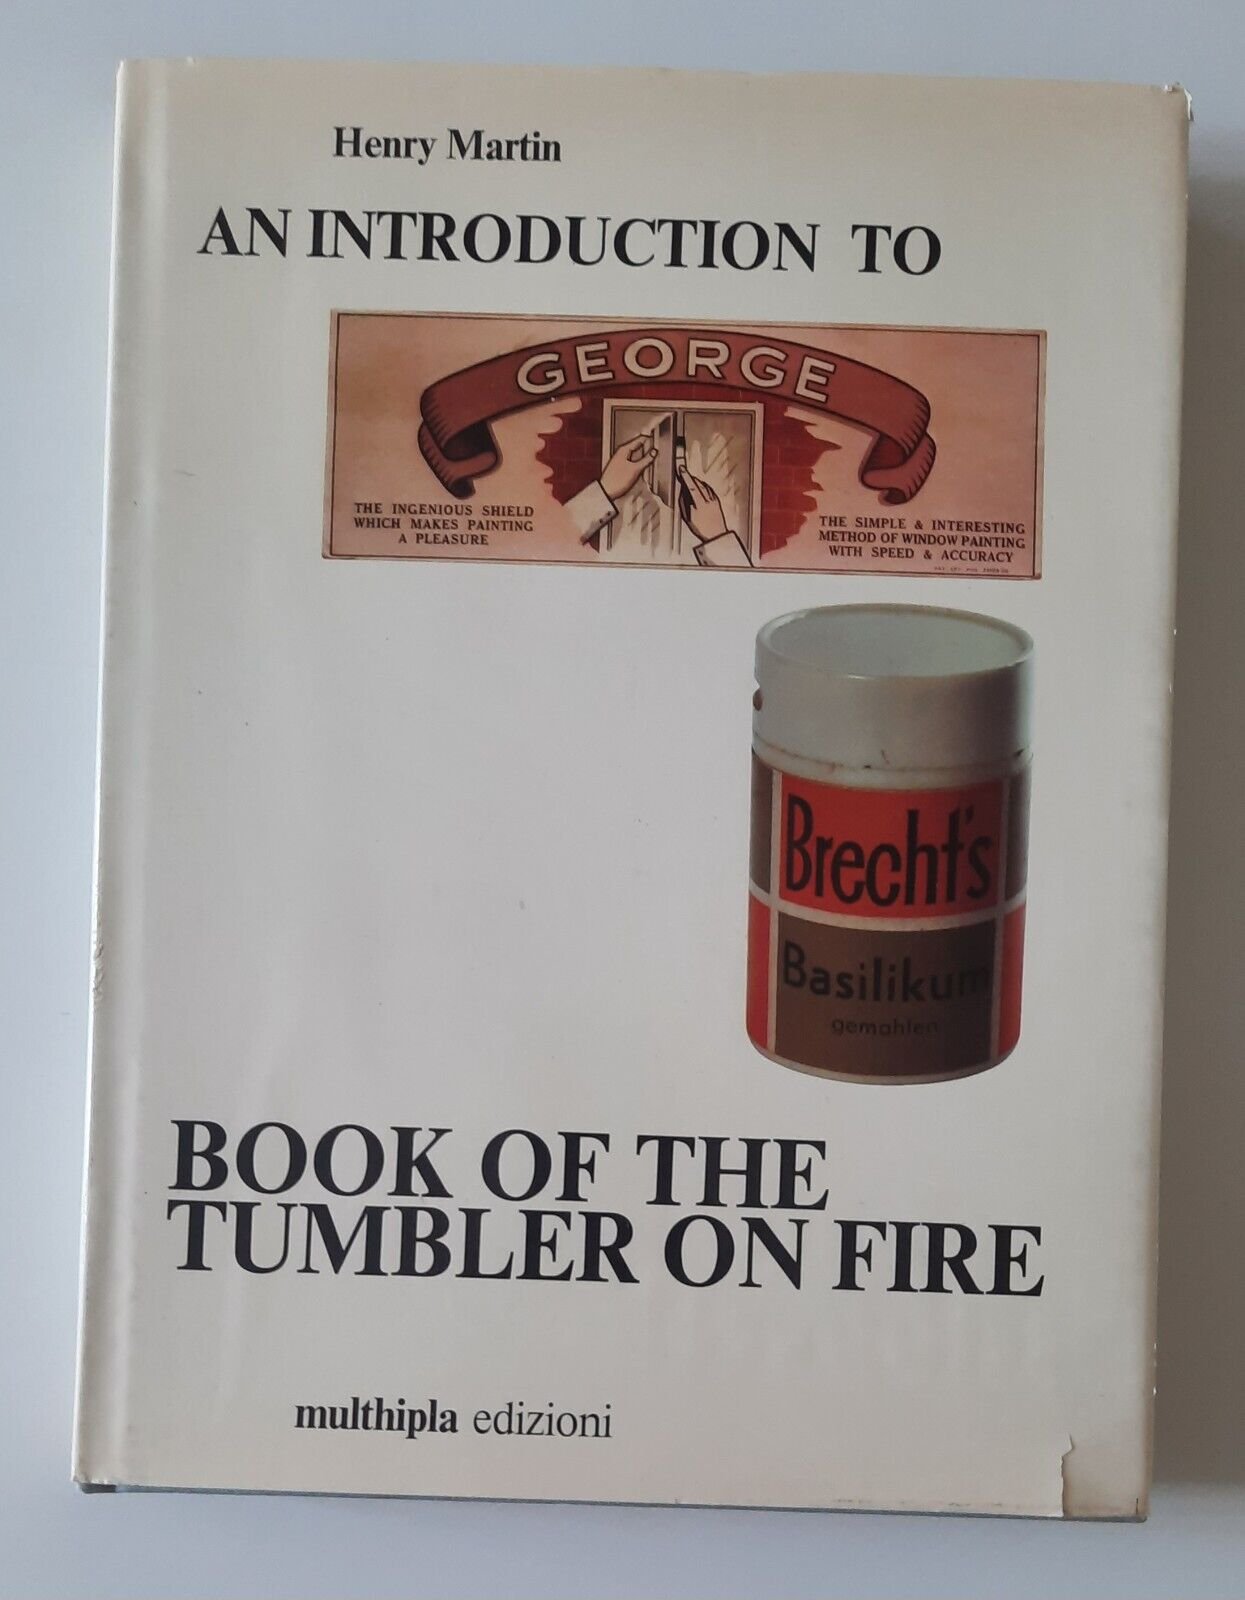 Henry Martin
AN INTRODUCTION TO
GEORGE
THE INGENIOUS SHIELD
WHICH MAKES PAINTING
A PLEASURE
THE SIMPLE & INTERESTING
METHOD OF WINDOW PAINTING
WITH SPEED & ACCURACY
Brecht's
Basilikum
gemahlen
BOOK OF THE
TUMBLER ON FIRE
multhipla edizioni